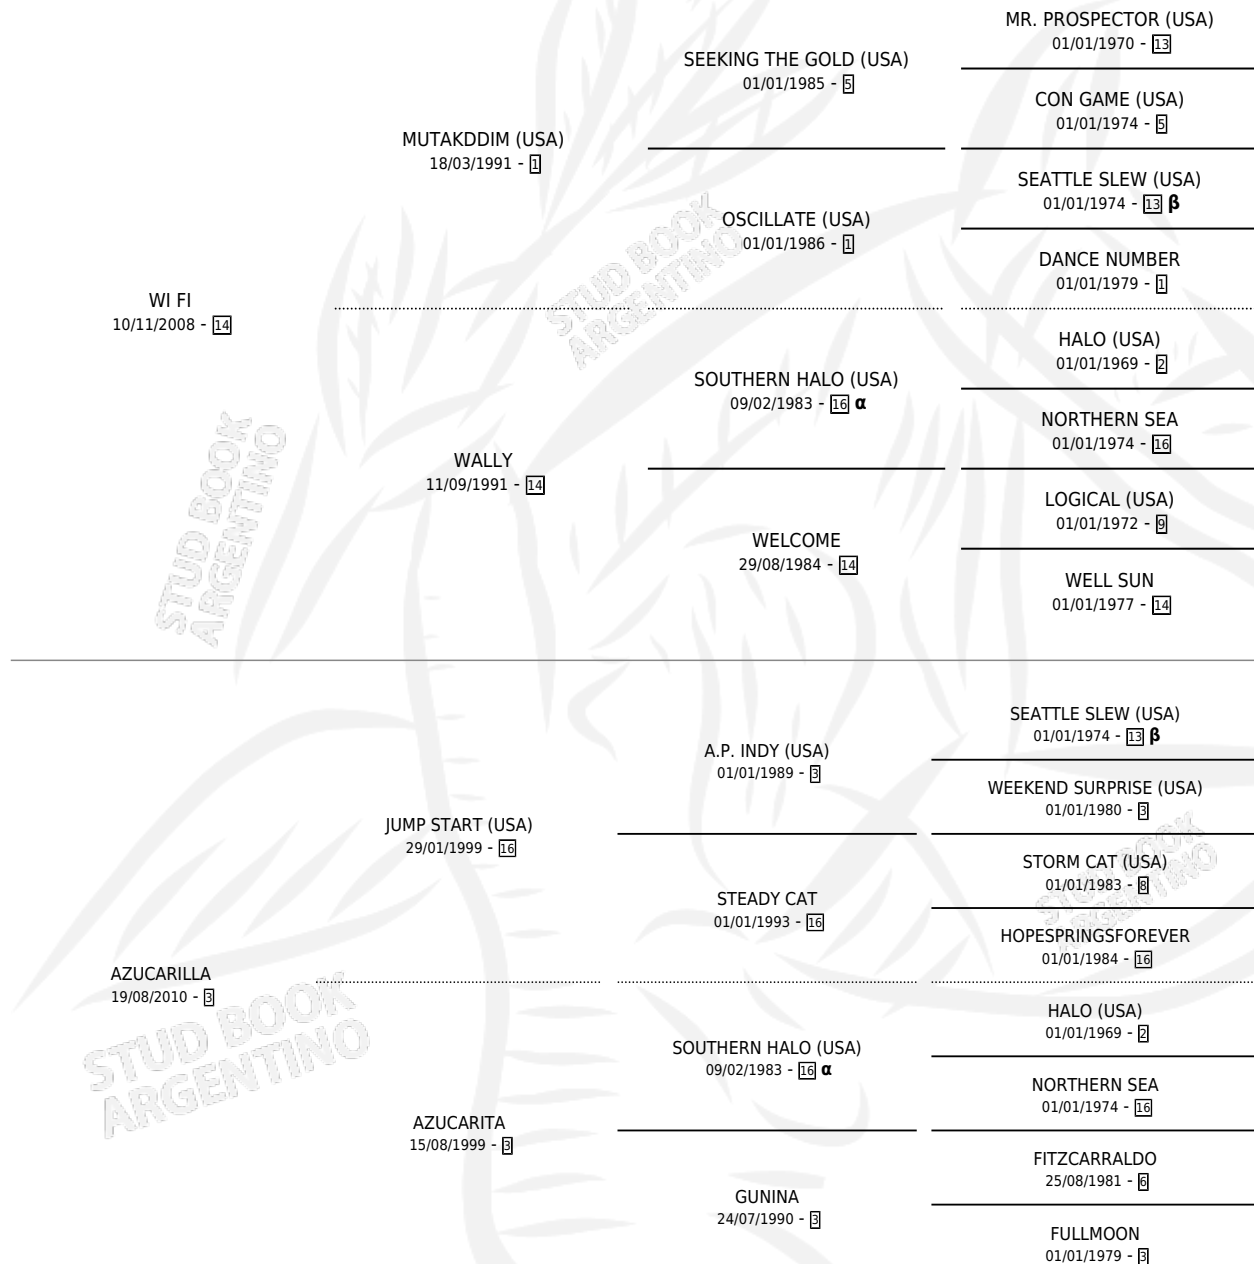 MR. PROSPECTOR (USA)
01/01/1970 - 13
SEEKING THE GOLD (USA)
01/01/1985 - 5
CON GAME (USA)
01/01/1974 - 5
MUTAKDDIM (USA)
18/03/1991 - 1
SEATTLE SLEW (USA)
01/01/1974 - 13 β
OSCILLATE (USA)
01/01/1986 - 1
DANCE NUMBER
01/01/1979 - 1
STUD BOOK
ARGENTINO
WI FI
10/11/2008 - 14
HALO (USA)
01/01/1969 - 2
SOUTHERN HALO (USA)
09/02/1983 - 16 α
NORTHERN SEA
01/01/1974 - 16
WALLY
11/09/1991 - 14
LOGICAL (USA)
01/01/1972 - 9
WELCOME
29/08/1984 - 14
WELL SUN
01/01/1977 - 14
STUD BOOK
ARGENTINO
SEATTLE SLEW (USA)
01/01/1974 - 13 β
A.P. INDY (USA)
01/01/1989 - 3
WEEKEND SURPRISE (USA)
01/01/1980 - 3
JUMP START (USA)
29/01/1999 - 16
STORM CAT (USA)
01/01/1983 - 8
STUD BOOK
ARGENTINO
STEADY CAT
01/01/1993 - 16
HOPESPRINGSFOREVER
01/01/1984 - 16
AZUCARILLA
19/08/2010 - 3
STUD BOOK
ARGENTINO
HALO (USA)
01/01/1969 - 2
SOUTHERN HALO (USA)
09/02/1983 - 16 α
NORTHERN SEA
01/01/1974 - 16
AZUCARITA
15/08/1999 - 3
FITZCARRALDO
25/08/1981 - 6
GUNINA
24/07/1990 - 3
FULLMOON
01/01/1979 - 3